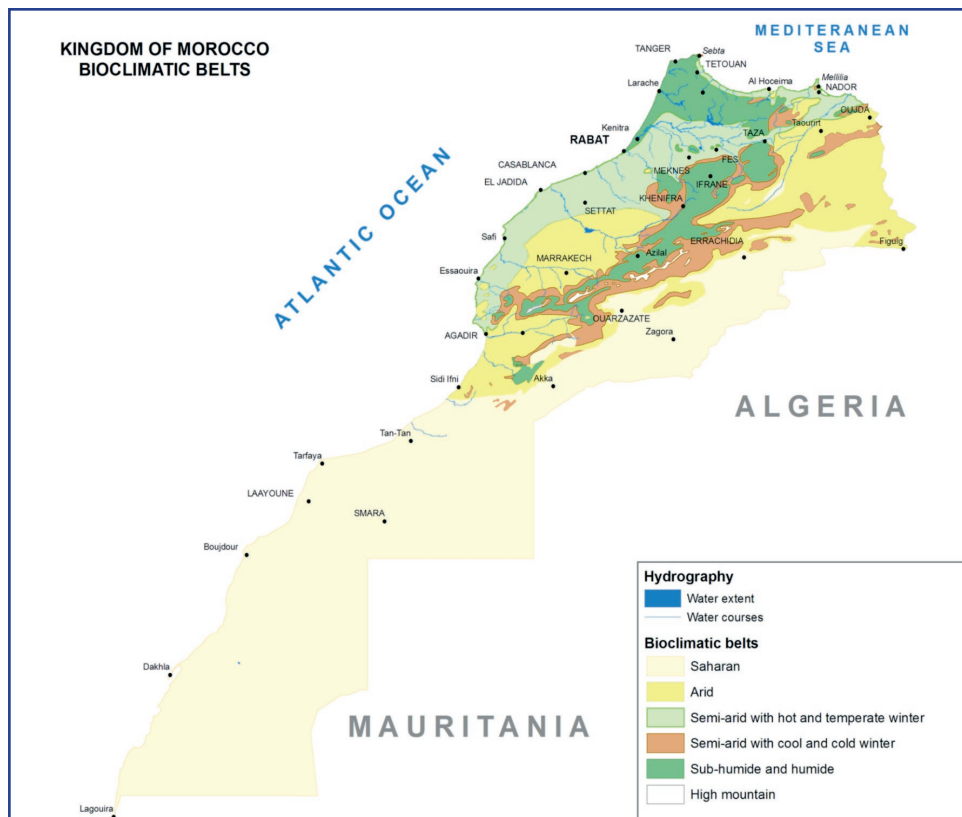 KINGDOM OF MOROCCO
BIOCLIMATIC BELTS
MEDITERANEAN
SEA
TANGER
Sebta
TETOUAN
Larache
Al Hoceima
Mellilia
NADOR
OUJDA
Taourirt
Kenitra
TAZA
RABAT
FES
CASABLANCA
MEKNES
EL JADIDA
IFRANE
KHENIFRA
SETTAT
ATLANTIC OCEAN
Safi
ERRACHIDIA
Figuig
MARRAKECH
Azilal
Essaouira
OUARZAZATE
AGADIR
Zagora
Sidi Ifni
Akka
ALGERIA
Tan-Tan
Tarfaya
LAAYOUNE
SMARA
Boujdour
Dakhla
MAURITANIA
Lagouira
Hydrography
Water extent
Water courses
Bioclimatic belts
Saharan
Arid
Semi-arid with hot and temperate winter
Semi-arid with cool and cold winter
Sub-humide and humide
High mountain